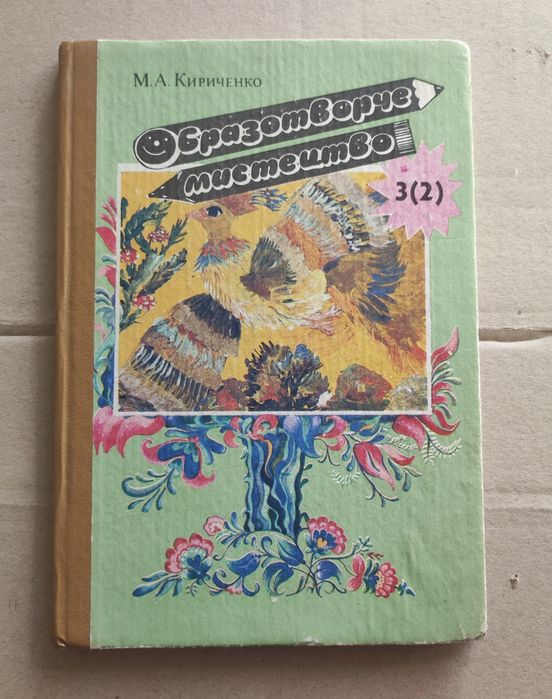 М.А. Кириченко
Образотворче
мистецтво
3(2)